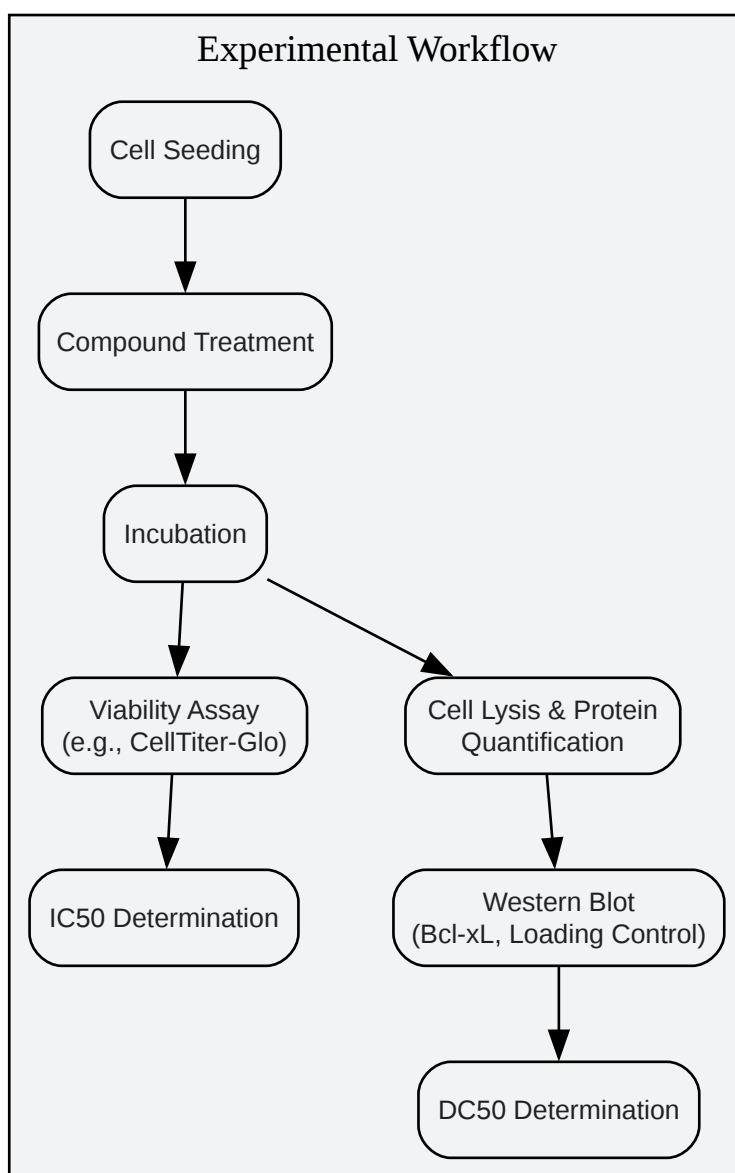 Experimental Workflow
Cell Seeding
Compound Treatment
Incubation
Viability Assay
(e.g., CellTiter-Glo)
Cell Lysis & Protein
Quantification
IC50 Determination
Western Blot
(Bcl-xL, Loading Control)
DC50 Determination